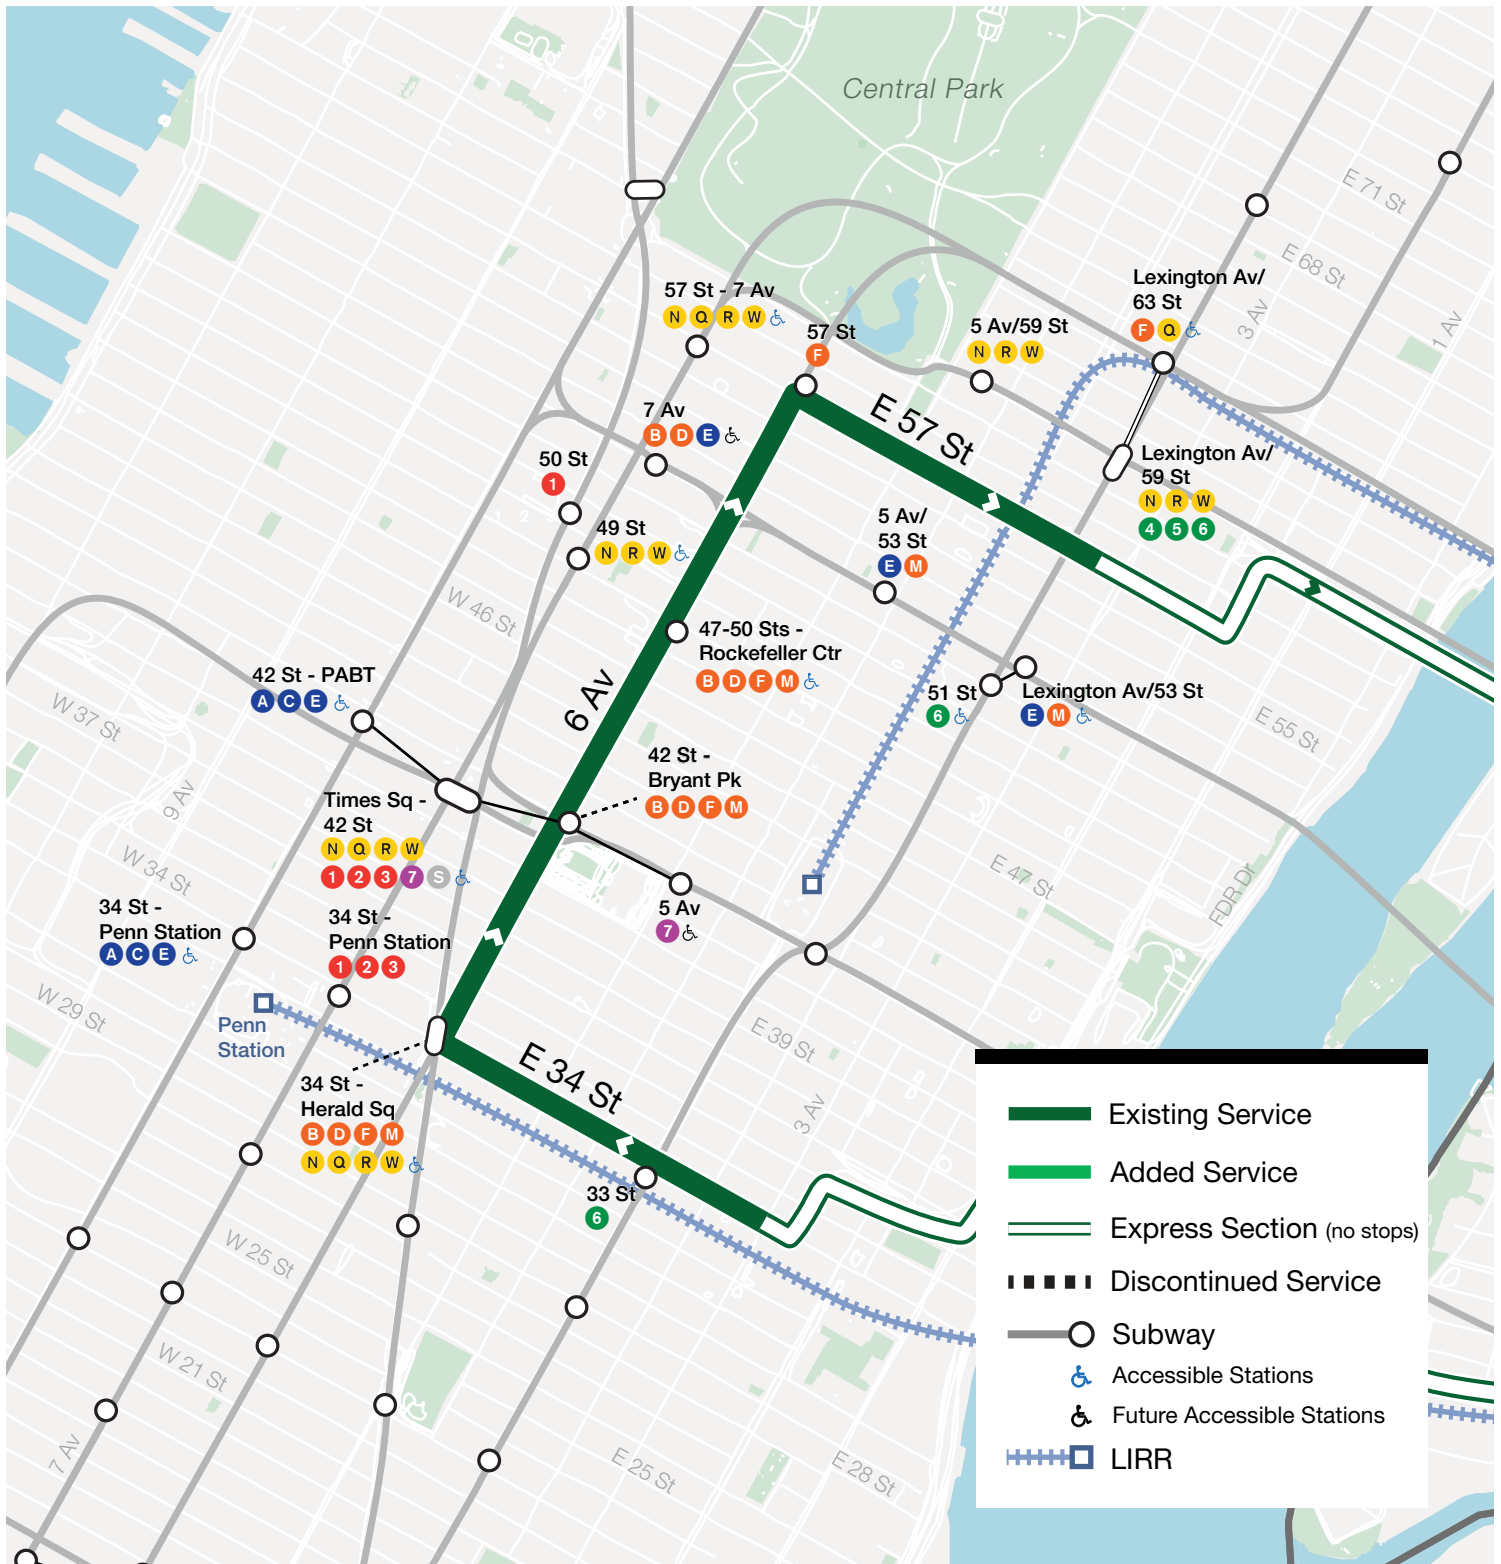 Central Park
E 71 St
E 68 St
3 Av
1 Av
Lexington Av/
63 St
F Q
57 St - 7 Av
N Q R W
57 St
F
5 Av/59 St
N R W
E 57 St
7 Av
B D E
50 St
1
49 St
N R W
Lexington Av/
59 St
N R W
4 5 6
5 Av/
53 St
E M
W 46 St
47-50 Sts -
Rockefeller Ctr
B D F M
6 Av
42 St - PABT
A C E
51 St
6
Lexington Av/53 St
E M
E 55 St
W 37 St
42 St -
Bryant Pk
B D F M
9 Av
Times Sq -
42 St
N Q R W
1 2 3 7 S
W 34 St
E 47 St
FDR Dr
5 Av
7
34 St -
Penn Station
A C E
34 St -
Penn Station
1 2 3
W 29 St
Penn
Station
E 39 St
E 34 St
3 Av
34 St -
Herald Sq
B D F M
N Q R W
33 St
6
W 25 St
W 21 St
7 Av
E 25 St
E 28 St
Existing Service
Added Service
Express Section (no stops)
Discontinued Service
Subway
Accessible Stations
Future Accessible Stations
LIRR